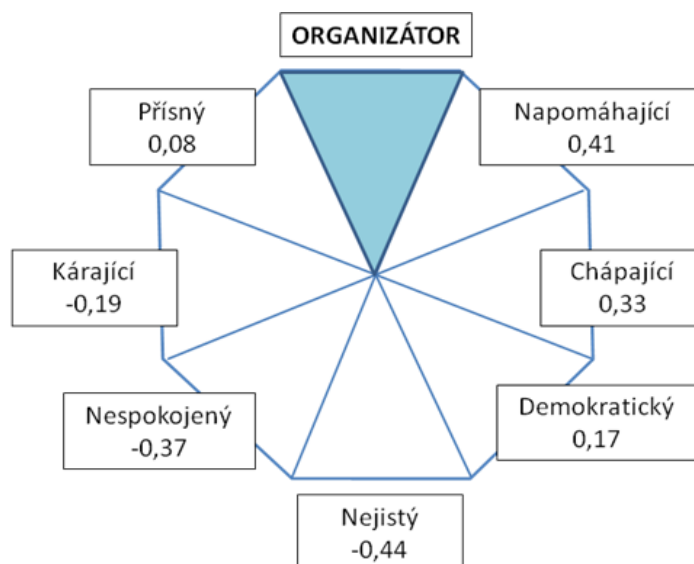 ORGANIZÁTOR
Přísný
0,08
Napomáhající
0,41
Kárající
-0,19
Chápající
0,33
Nespokojený
-0,37
Demokratický
0,17
Nejistý
-0,44